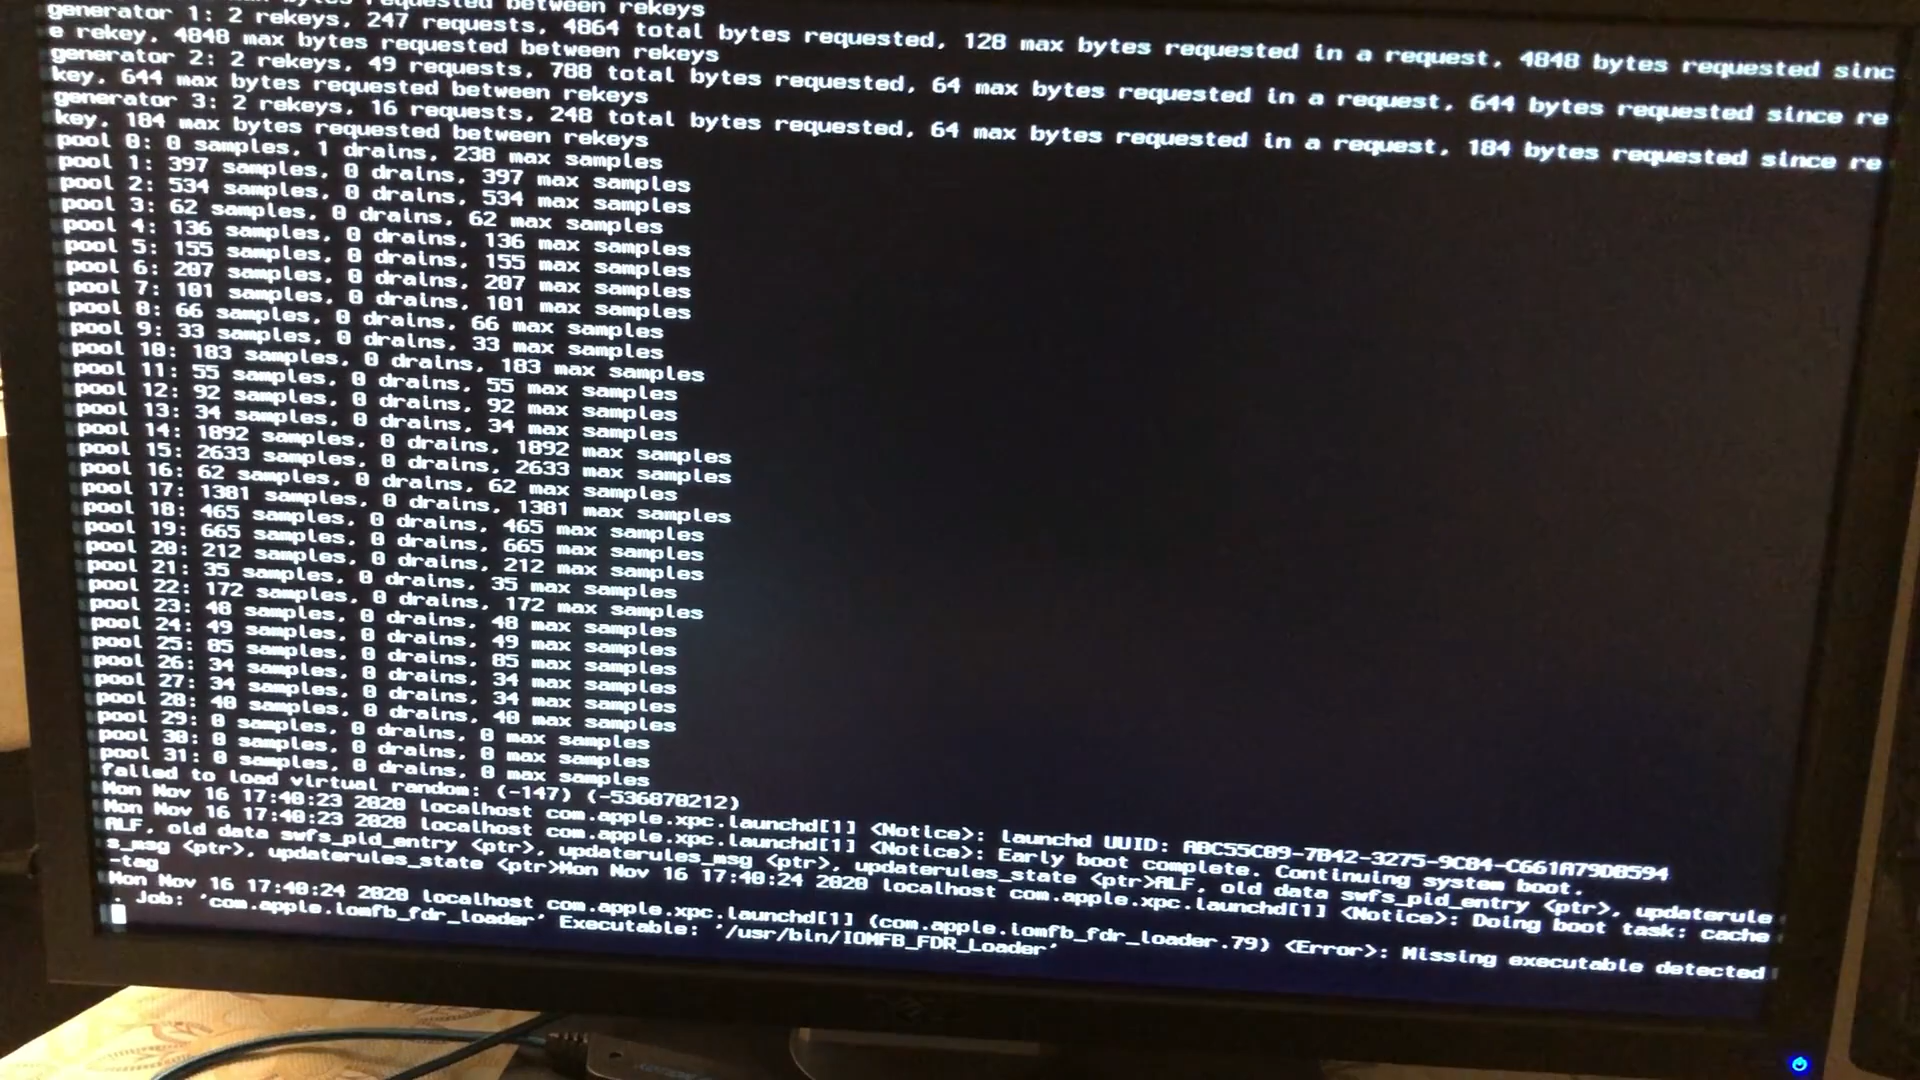 bytes requested between rekeys
generator 1: 2 rekeys, 247 requests, 4864 total bytes requested, 128 max bytes requested in a request, 4848 bytes requested sinc
e rekey, 4848 max bytes requested between rekeys
generator 2: 2 rekeys, 49 requests, 788 total bytes requested, 64 max bytes requested in a request, 644 bytes requested since re
key, 644 max bytes requested between rekeys
generator 3: 2 rekeys, 16 requests, 248 total bytes requested, 64 max bytes requested in a request, 184 bytes requested since re
key, 184 max bytes requested between rekeys
pool 0: 0 samples, 1 drains, 238 max samples
pool 1: 397 samples, 0 drains, 397 max samples
pool 2: 534 samples, 0 drains, 534 max samples
pool 3: 62 samples, 0 drains, 62 max samples
pool 4: 136 samples, 0 drains, 136 max samples
pool 5: 155 samples, 0 drains, 155 max samples
pool 6: 207 samples, 0 drains, 207 max samples
pool 7: 101 samples, 0 drains, 101 max samples
pool 8: 66 samples, 0 drains, 66 max samples
pool 9: 33 samples, 0 drains, 33 max samples
pool 10: 183 samples, 0 drains, 183 max samples
pool 11: 55 samples, 0 drains, 55 max samples
pool 12: 92 samples, 0 drains, 92 max samples
pool 13: 34 samples, 0 drains, 34 max samples
pool 14: 1892 samples, 0 drains, 1892 max samples
pool 15: 2633 samples, 0 drains, 2633 max samples
pool 16: 62 samples, 0 drains, 62 max samples
pool 17: 1381 samples, 0 drains, 1381 max samples
pool 18: 465 samples, 0 drains, 465 max samples
pool 19: 665 samples, 0 drains, 665 max samples
pool 20: 212 samples, 0 drains, 212 max samples
pool 21: 35 samples, 0 drains, 35 max samples
pool 22: 172 samples, 0 drains, 172 max samples
pool 23: 48 samples, 0 drains, 48 max samples
pool 24: 49 samples, 0 drains, 49 max samples
pool 25: 85 samples, 0 drains, 85 max samples
pool 26: 34 samples, 0 drains, 34 max samples
pool 27: 34 samples, 0 drains, 34 max samples
pool 28: 40 samples, 0 drains, 40 max samples
pool 29: 0 samples, 0 drains, 0 max samples
pool 30: 0 samples, 0 drains, 0 max samples
pool 31: 0 samples, 0 drains, 0 max samples
failed to load virtual random: (-147) (-536870212)
Mon Nov 16 17:40:23 2020 localhost com.apple.xpc.launchd[1] <Notice>: launchd UUID: ABC55C09-7B42-3275-9C04-C661A79DB594
Mon Nov 16 17:40:23 2020 localhost com.apple.xpc.launchd[1] <Notice>: Early boot complete. Continuing system boot.
ALF, old data swfs_pid_entry <ptr>, updaterules_msg <ptr>, updaterules_state <ptr>ALF, old data swfs_pid_entry <ptr>, updaterule
s_msg <ptr>, updaterules_state <ptr>Mon Nov 16 17:40:24 2020 localhost com.apple.xpc.launchd[1] <Notice>: Doing boot task: cache
-tag
Mon Nov 16 17:40:24 2020 localhost com.apple.xpc.launchd[1] (com.apple.iomfb_fdr_loader.79) <Error>: Missing executable detected
. Job: 'com.apple.iomfb_fdr_loader' Executable: '/usr/bin/IOMFB_FDR_Loader'